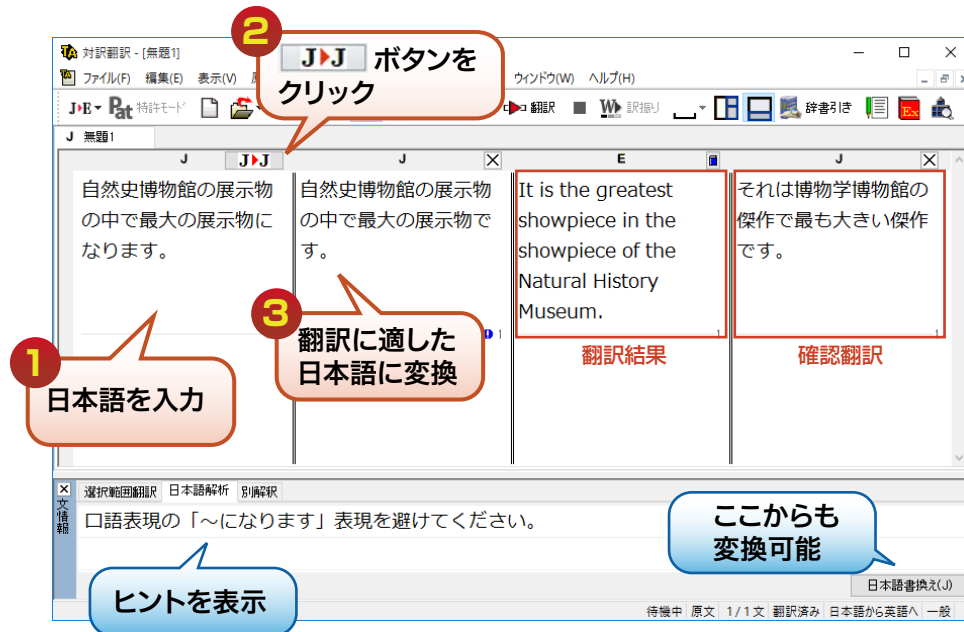 対訳翻訳 - [無題1]
ファイル(F) 編集(E) 表示(V)
ウィンドウ(W) ヘルプ(H)
2
J▶J ボタンを
クリック
J▶E Pat 特許モード
翻訳 W 訳振り 辞書引き Ex
J 無題1
J J▶J J E J
自然史博物館の展示物
の中で最大の展示物に
なります。
自然史博物館の展示物
の中で最大の展示物で
す。
1
It is the greatest
showpiece in the
showpiece of the
Natural History
Museum.
1
それは博物学博物館の
傑作で最も大きい傑作
です。
1
翻訳結果
確認翻訳
1
日本語を入力
3
翻訳に適した
日本語に変換
文情報
選択範囲翻訳 日本語解析 別解釈
口語表現の「～になります」表現を避けてください。
ヒントを表示
ここからも
変換可能
日本語書換え(J)
待機中 原文 1/1文 翻訳済み 日本語から英語へ 一般